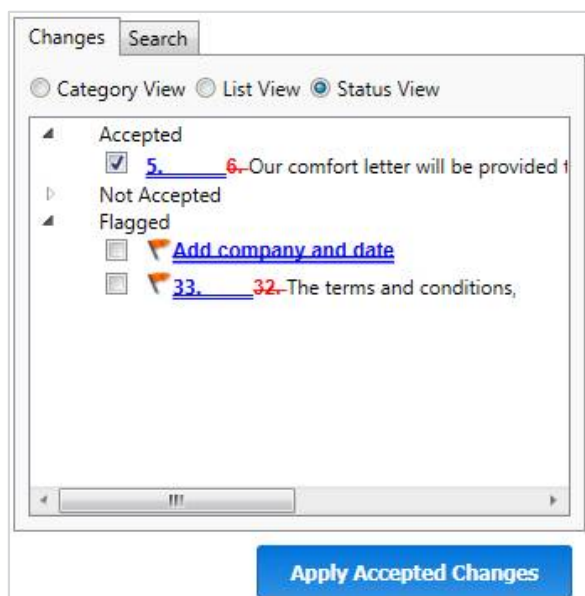 Changes Search
Category View List View Status View
Accepted
5. 6. Our comfort letter will be provided
Not Accepted
Flagged
Add company and date
33. 32. The terms and conditions,
Apply Accepted Changes